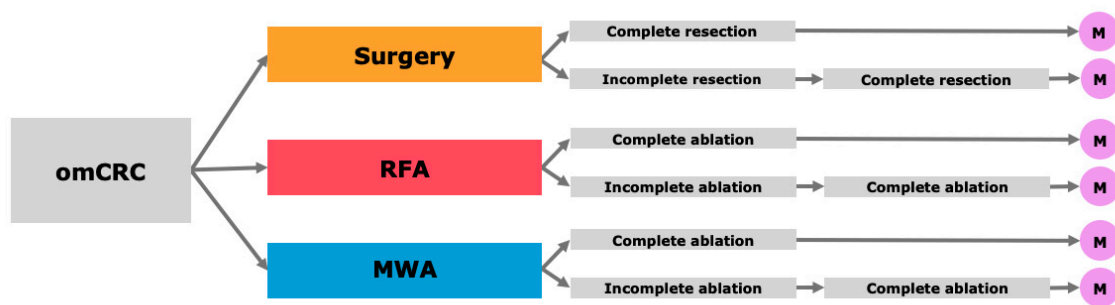 Complete resection
M
Surgery
Incomplete resection
Complete resection
M
omCRC
Complete ablation
M
RFA
Incomplete ablation
Complete ablation
M
Complete ablation
M
MWA
Incomplete ablation
Complete ablation
M